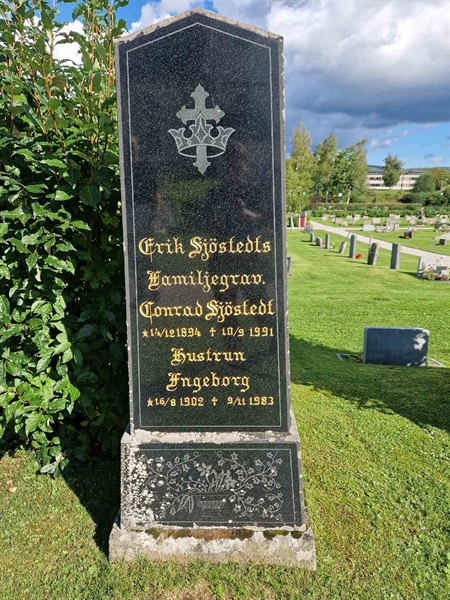 Erik Sjöstedts
Familjegrav.
Conrad Sjöstedt
* 14/12 1894 † 10/9 1991
Hustrun
Ingeborg
* 16/8 1902 † 9/11 1983